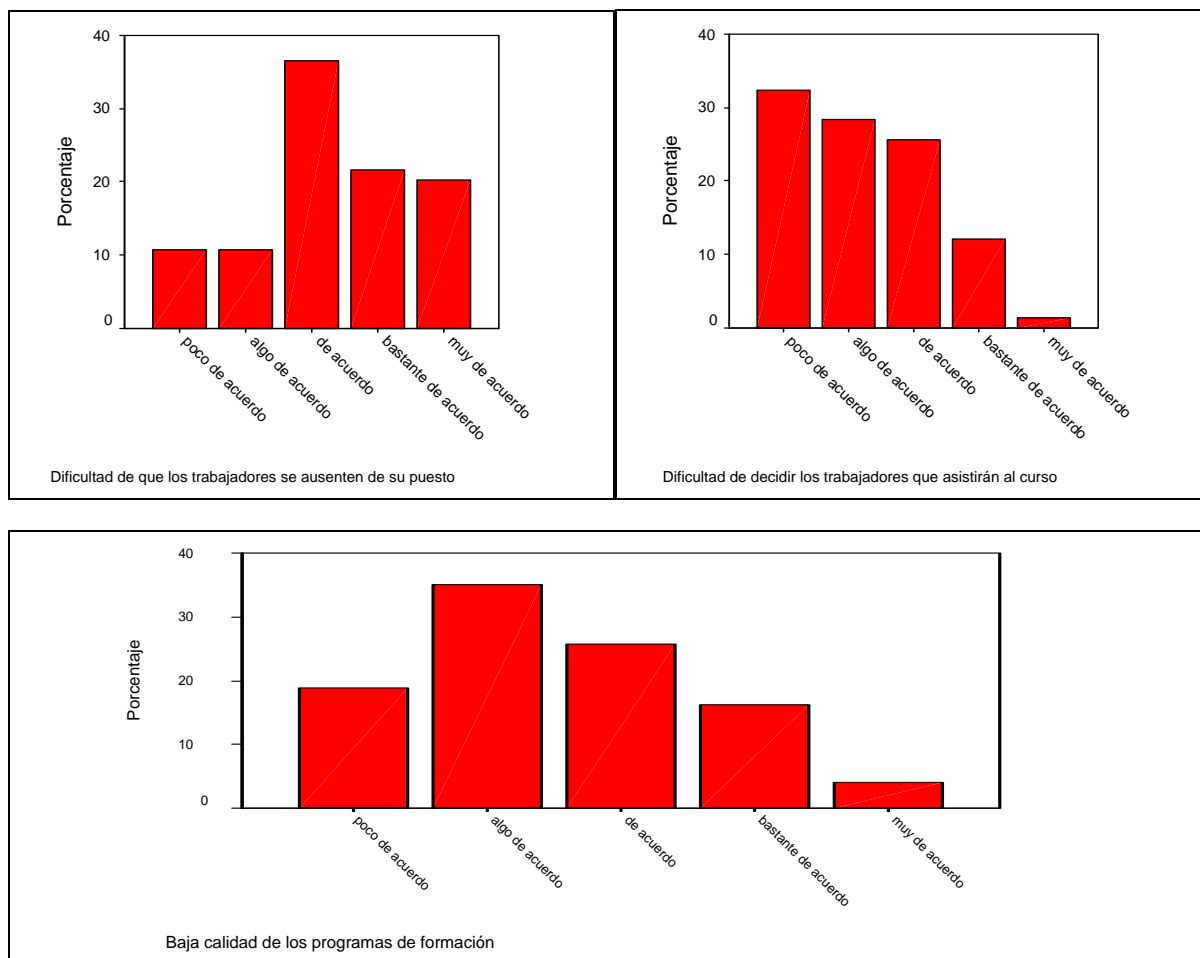 40
30
20
10
0
Porcentaje
poco de acuerdo
algo de acuerdo
de acuerdo
bastante de acuerdo
muy de acuerdo
Dificultad de que los trabajadores se ausenten de su puesto
40
30
20
10
0
Porcentaje
poco de acuerdo
algo de acuerdo
de acuerdo
bastante de acuerdo
muy de acuerdo
Dificultad de decidir los trabajadores que asistirán al curso
40
30
20
10
0
Porcentaje
poco de acuerdo
algo de acuerdo
de acuerdo
bastante de acuerdo
muy de acuerdo
Baja calidad de los programas de formación